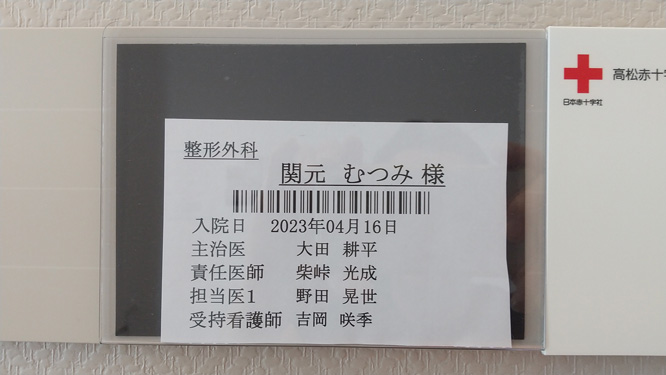 整形外科
関元 むつみ 様
入院日 2023年04月16日
主治医 大田 耕平
責任医師 柴峠 光成
担当医1 野田 晃世
受持看護師 吉岡 咲季
高松赤十字
日本赤十字社